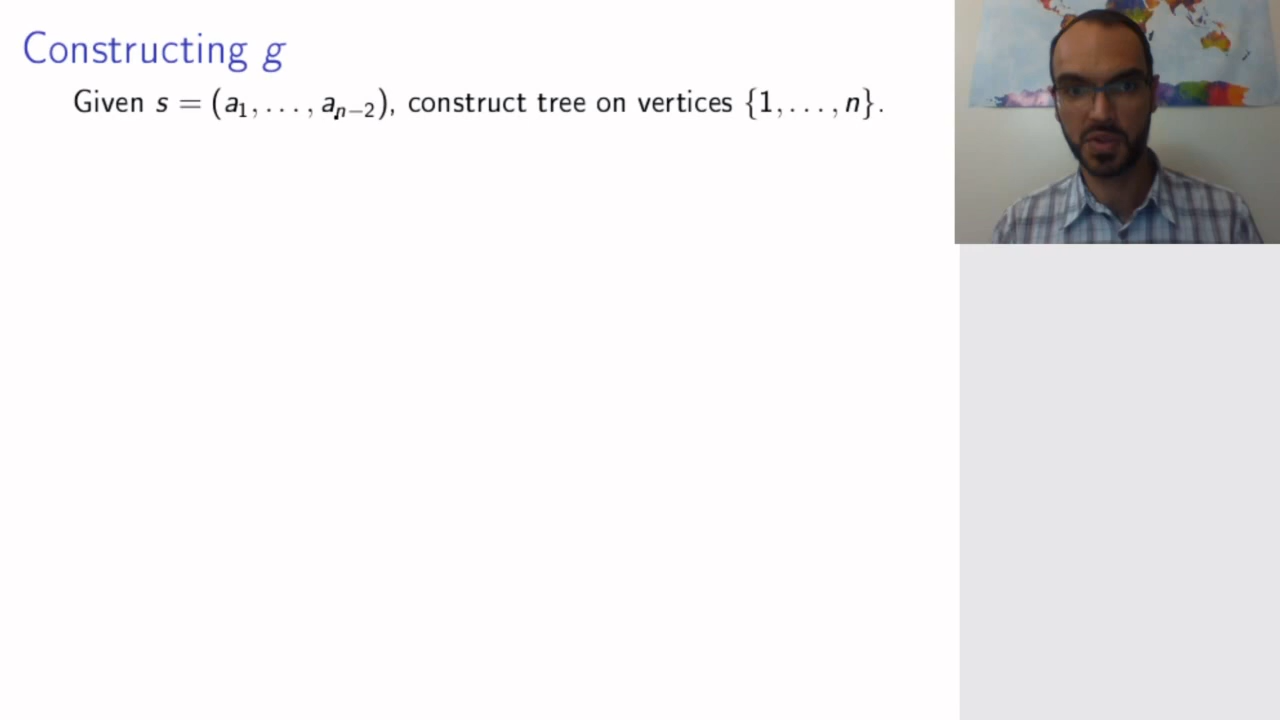 Constructing g
Given s = (a₁, . . . , aₙ₋₂), construct tree on vertices {1, . . . , n}.